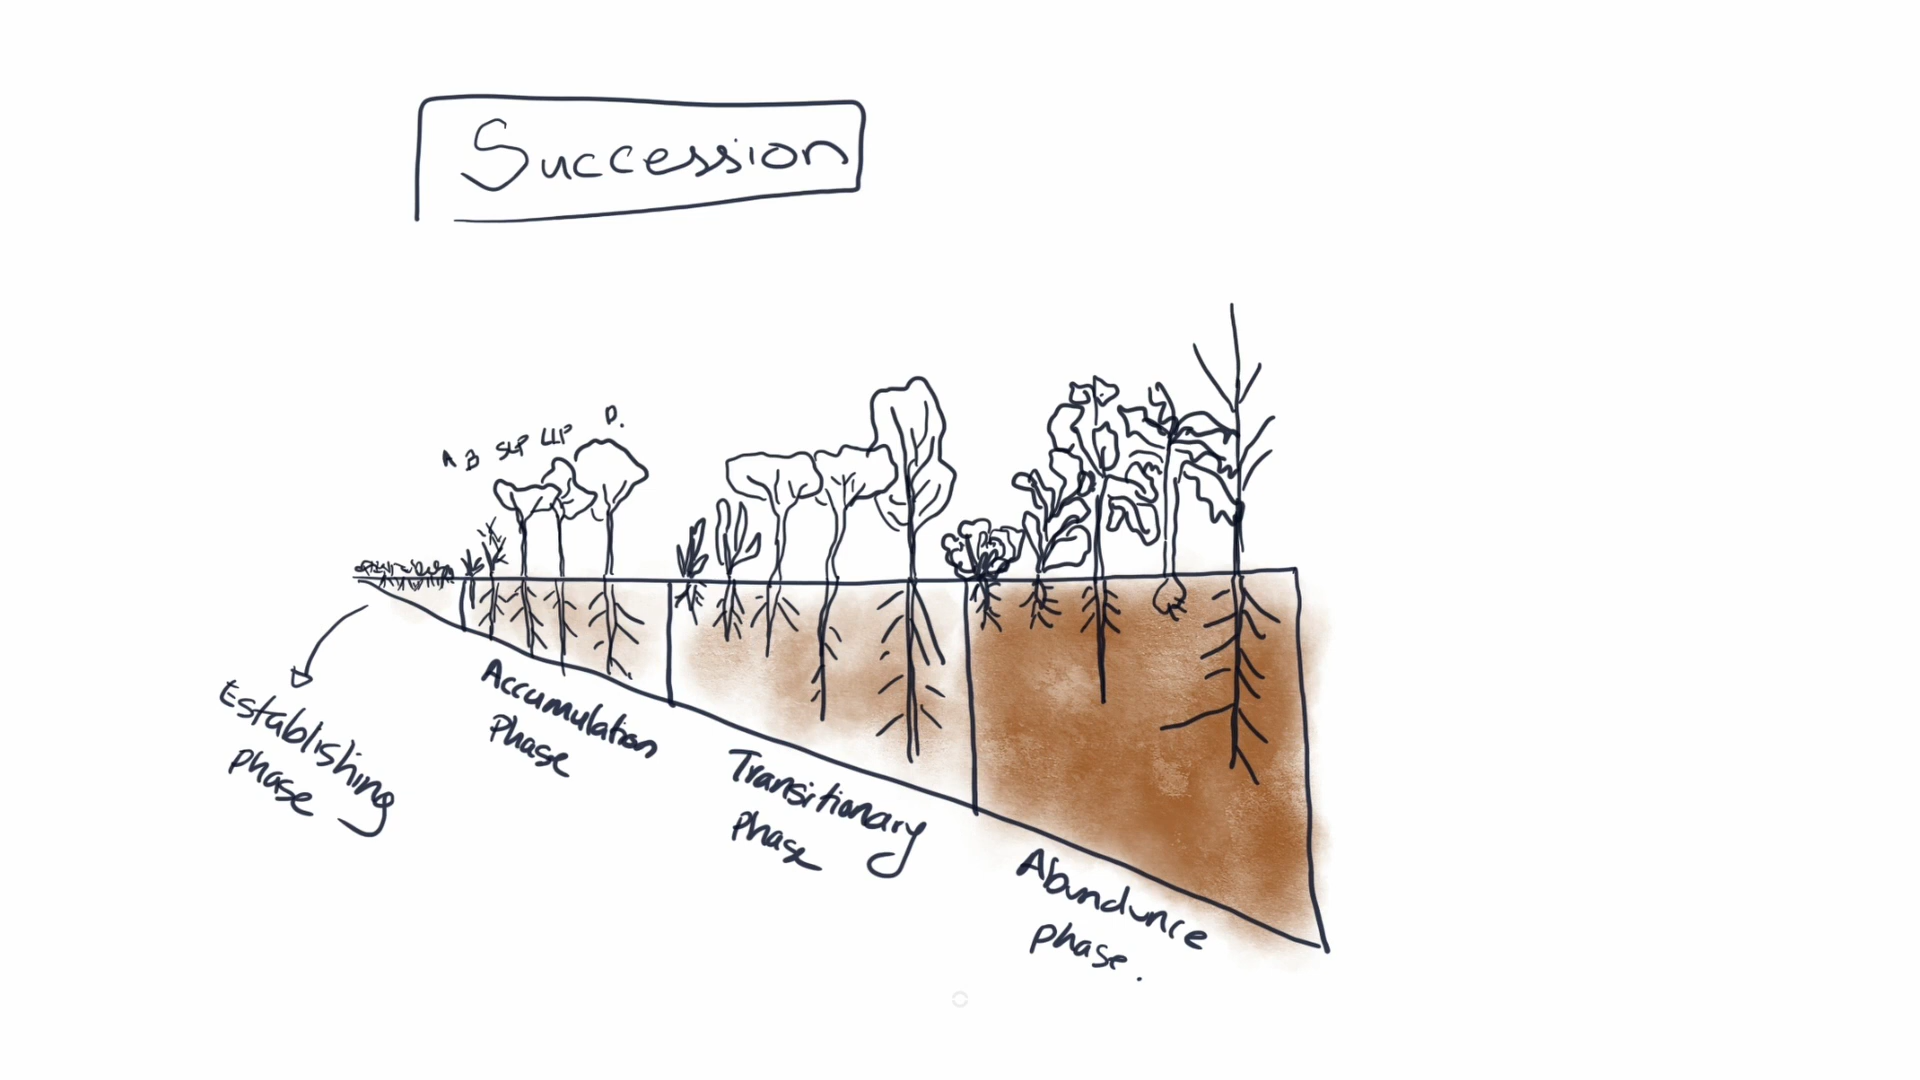 Succession
A B SLP LLP D.
Establishing
phase
Accumulation
Phase
Transitionary
phase
Abundance
phase.